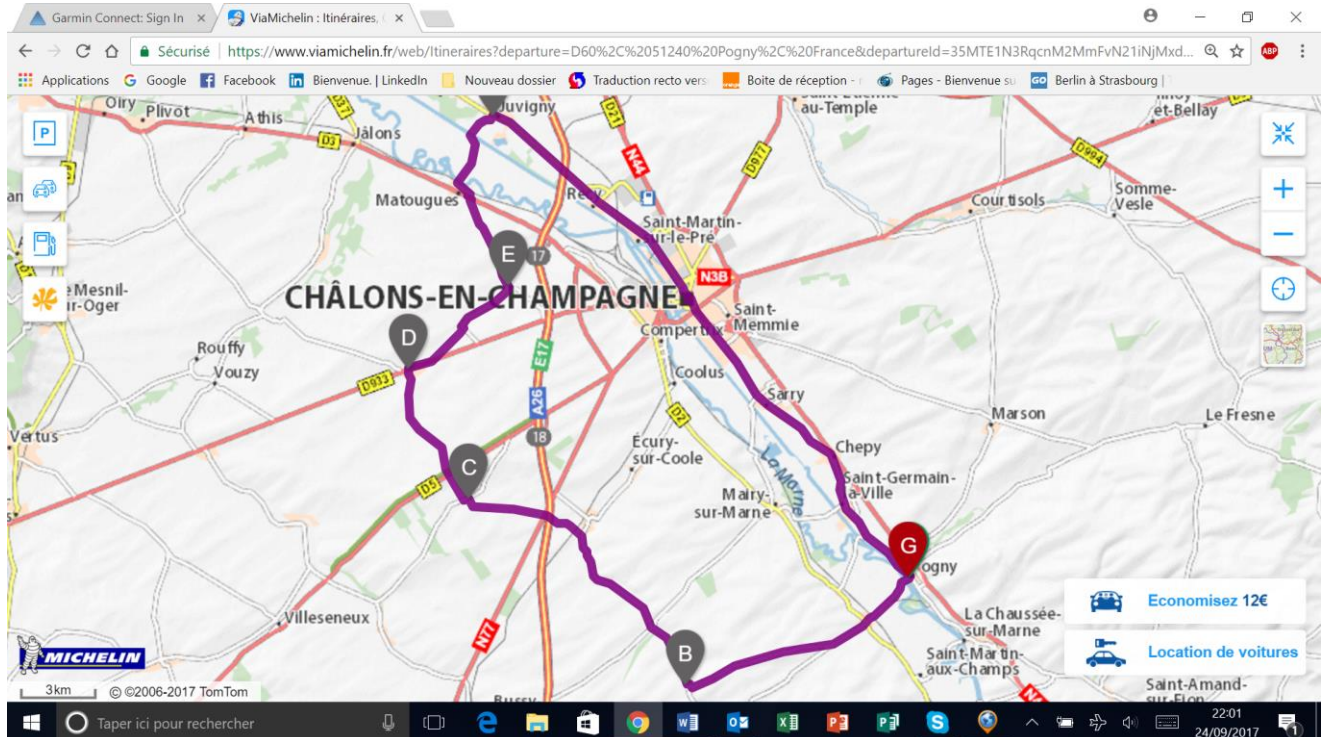 Garmin Connect: Sign In
ViaMichelin : Itinéraires,
Sécurisé
https://www.viamichelin.fr/web/Itineraires?departure=D60%2C%2051240%20Pogny%2C%20France&departureId=35MTE1N3RqcnM2MmFvN21iNjMxd...
ABP
Applications
Google
Facebook
Bienvenue. | LinkedIn
Nouveau dossier
Traduction recto vers
Boite de réception - r
Pages - Bienvenue su
Berlin à Strasbourg |
Oiry
Plivot
Athis
D37
Juvigny
D21
au-Temple
et-Bellay
P
Jâlons
D3
N44
D977
D994
Matougues
Recy
Courtisols
Somme-
Vesle
Saint-Martin-
sur-le-Pré
E
17
N3B
CHÂLONS-EN-CHAMPAGNE
Saint-
Memmie
Compertrix
D
E17
Rouffy
Vouzy
D933
Coolus
A26
D2
Sarry
Marson
Le Fresne
Vertus
18
Écury-
sur-Coole
Chepy
La Marne
C
D5
Saint-Germain-
la-Ville
Mairy-
sur-Marne
G
Pogny
Economisez 12€
La Chaussée-
sur-Marne
Villeseneux
N77
B
Saint-Martin-
aux-Champs
Location de voitures
MICHELIN
3km
© ©2006-2017 TomTom
Saint-Amand-
sur-Fion
Taper ici pour rechercher
22:01
24/09/2017
1